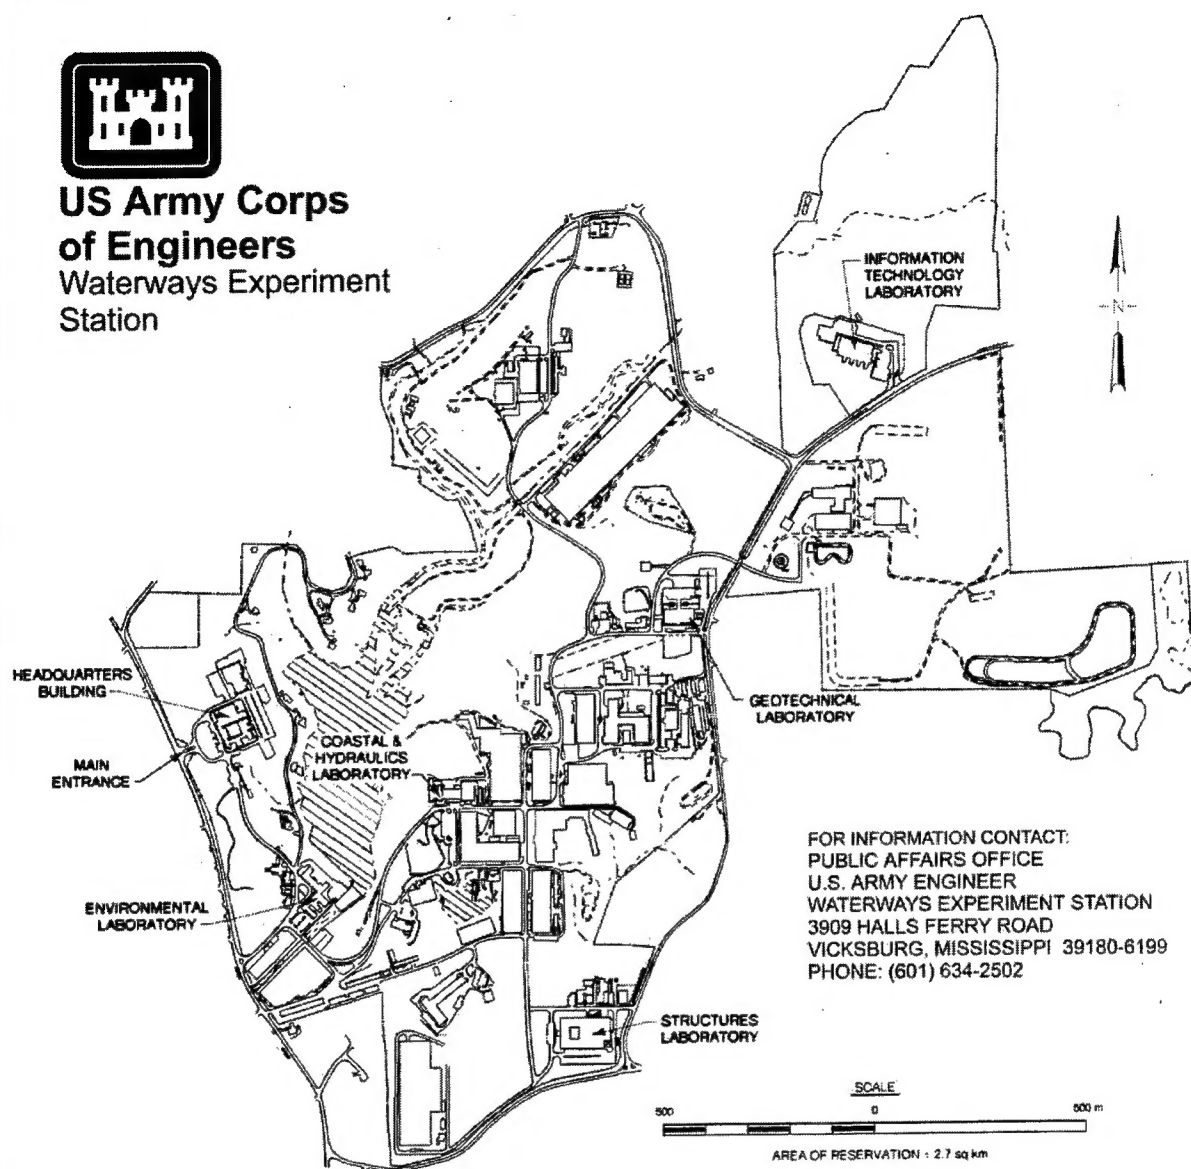 US Army Corps
of Engineers
Waterways Experiment
Station
INFORMATION
TECHNOLOGY
LABORATORY
N
HEADQUARTERS
BUILDING
MAIN
ENTRANCE
COASTAL &
HYDRAULICS
LABORATORY
GEOTECHNICAL
LABORATORY
ENVIRONMENTAL
LABORATORY
STRUCTURES
LABORATORY
FOR INFORMATION CONTACT:
PUBLIC AFFAIRS OFFICE
U.S. ARMY ENGINEER
WATERWAYS EXPERIMENT STATION
3909 HALLS FERRY ROAD
VICKSBURG, MISSISSIPPI 39180-6199
PHONE: (601) 634-2502
SCALE
500 0 500 m
AREA OF RESERVATION : 2.7 sq km